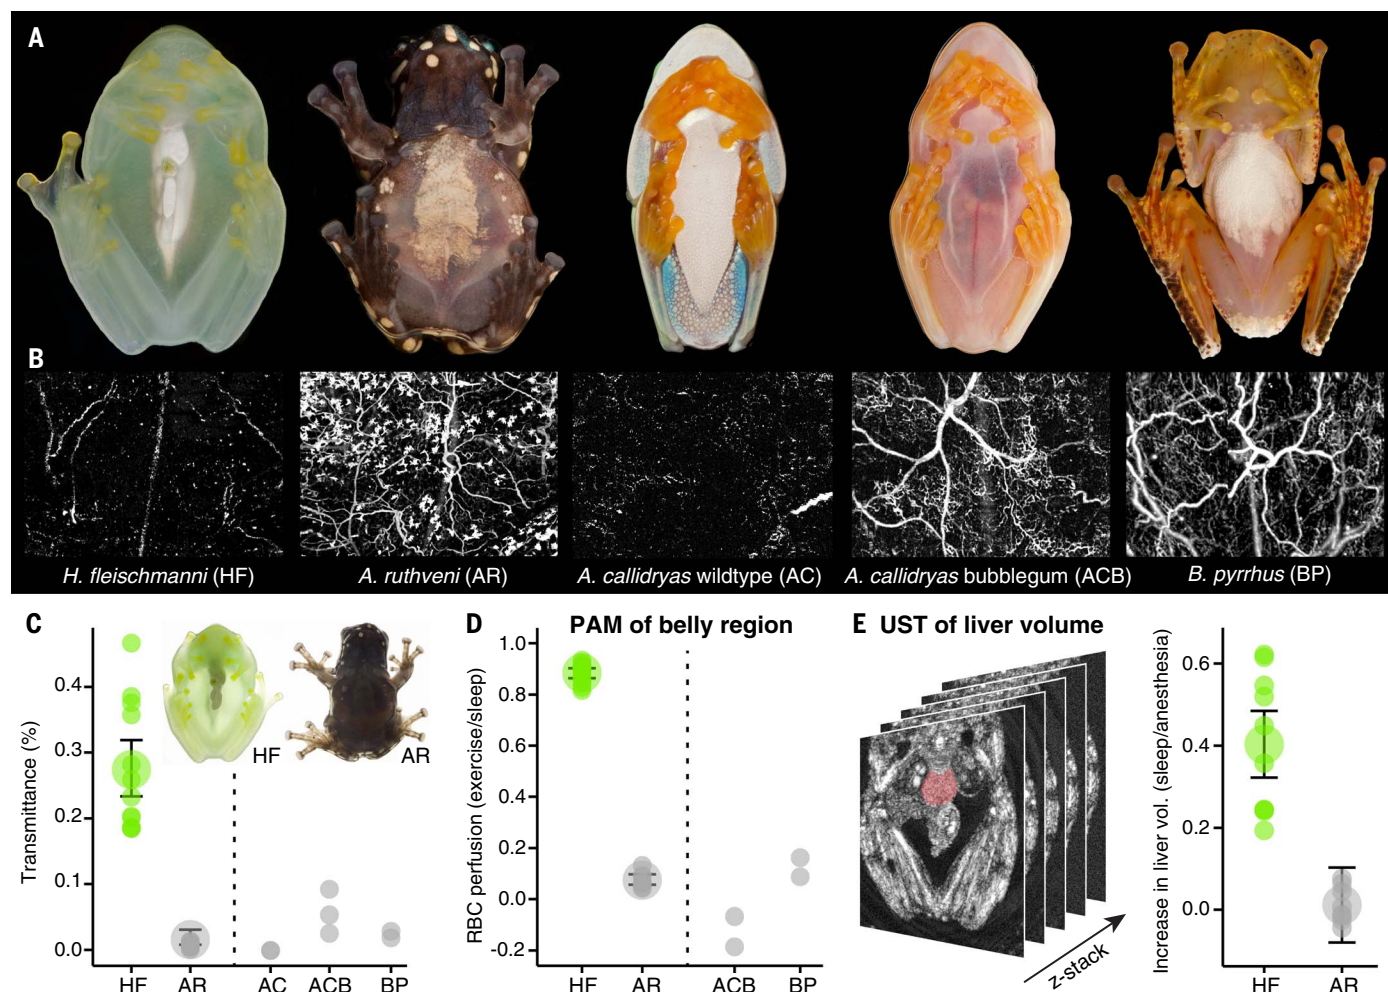 A
B
H. fleischmanni (HF)
A. ruthveni (AR)
A. callidryas wildtype (AC)
A. callidryas bubblegum (ACB)
B. pyrrhus (BP)
C
Transmittance (%)
0.4
0.3
0.2
0.1
0.0
HF
AR
HF
AR
AC
ACB
BP
D
PAM of belly region
RBC perfusion (exercise/sleep)
1.0
0.8
0.6
0.4
0.2
0.0
-0.2
HF
AR
ACB
BP
E
UST of liver volume
z-stack
Increase in liver vol. (sleep/anesthesia)
0.6
0.4
0.2
0.0
HF
AR